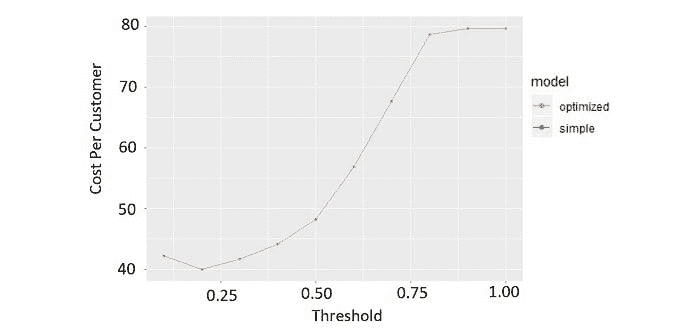 80
70
60
50
40
Cost Per Customer
0.25 0.50 0.75 1.00
Threshold
model
optimized
simple